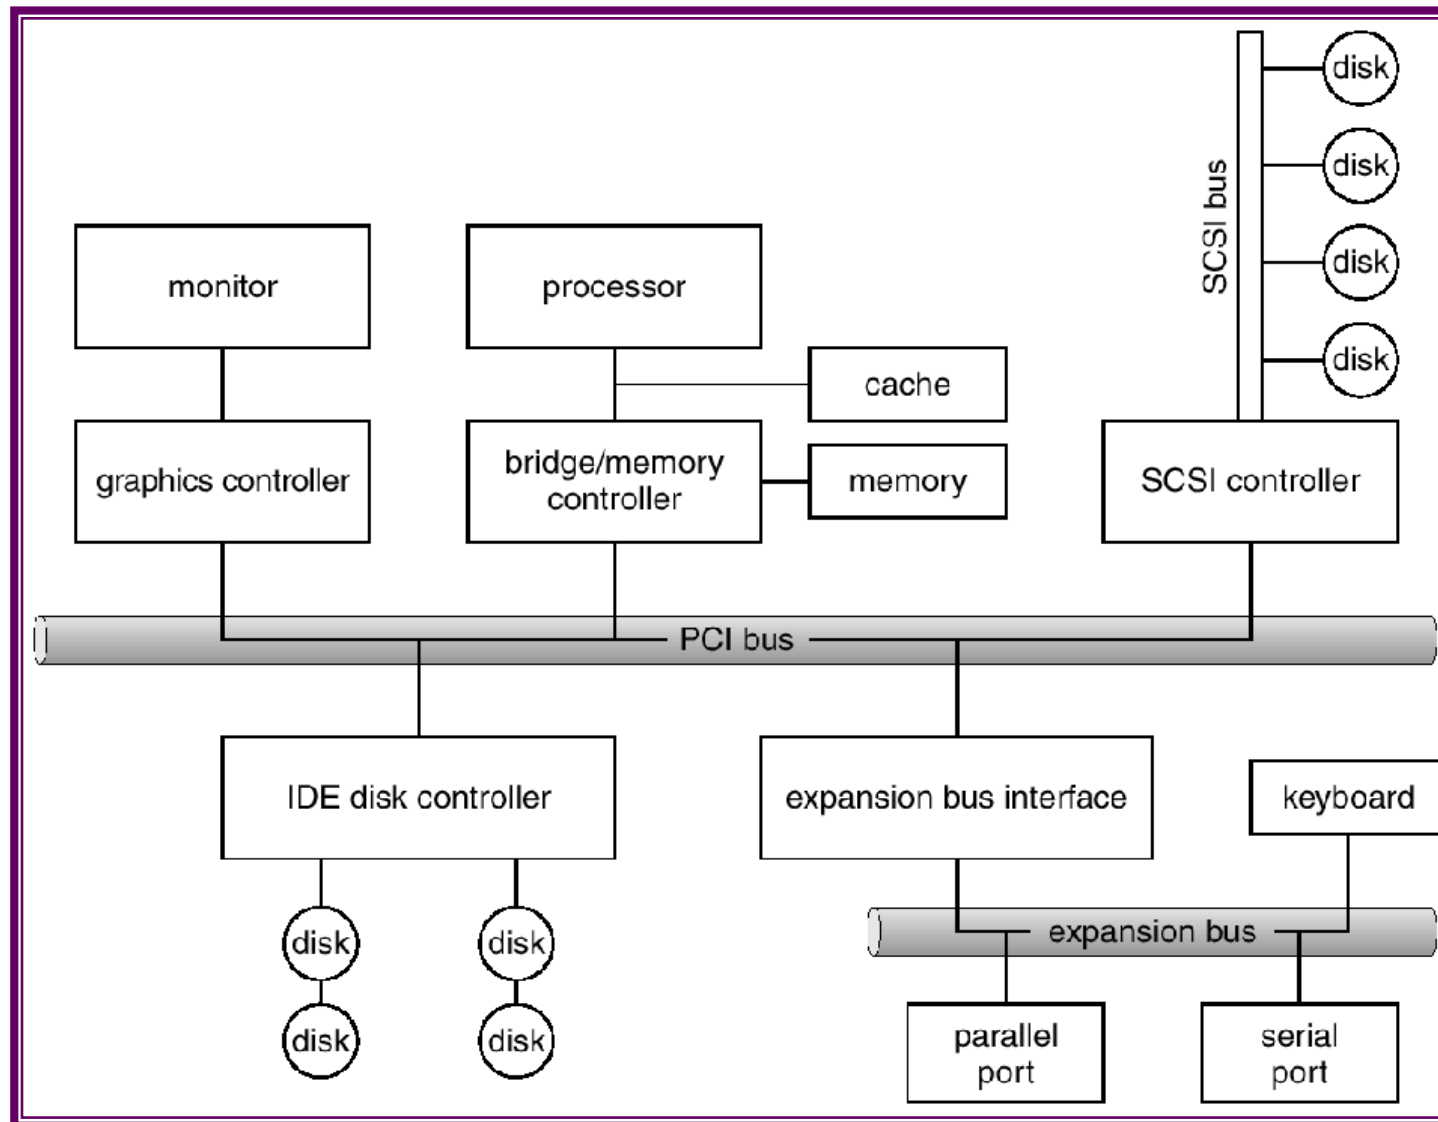 disk
disk
SCSI bus
disk
disk
monitor
processor
cache
graphics controller
bridge/memory
controller
memory
SCSI controller
PCI bus
IDE disk controller
expansion bus interface
keyboard
disk
disk
expansion bus
disk
disk
parallel
port
serial
port